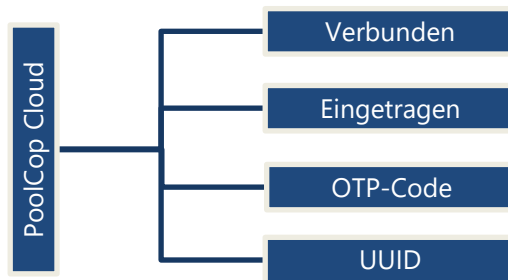 PoolCop Cloud
Verbunden
Eingetragen
OTP-Code
UUID